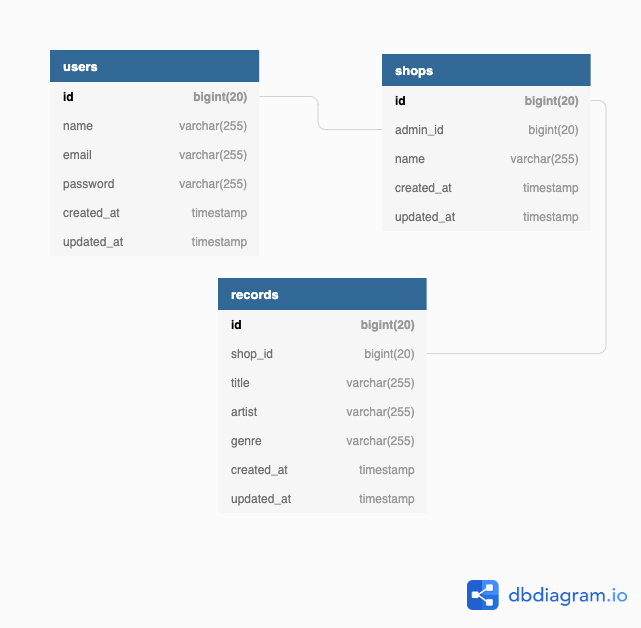 users
id bigint(20)
name varchar(255)
email varchar(255)
password varchar(255)
created_at timestamp
updated_at timestamp
shops
id bigint(20)
admin_id bigint(20)
name varchar(255)
created_at timestamp
updated_at timestamp
records
id bigint(20)
shop_id bigint(20)
title varchar(255)
artist varchar(255)
genre varchar(255)
created_at timestamp
updated_at timestamp
dbdiagram.io